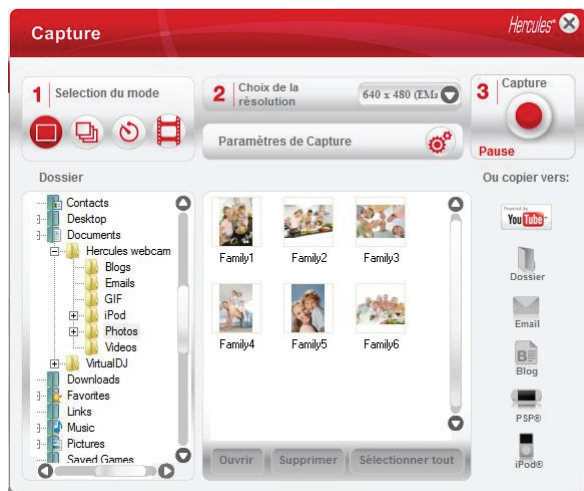 Capture
Hercules®
1 Selection du mode
2 Choix de la résolution
640 x 480 (EMa
3 Capture
Pause
Paramètres de Capture
Dossier
Contacts
Desktop
Documents
Hercules webcam
Blogs
Emails
GIF
iPod
Photos
Videos
VirtualDJ
Downloads
Favorites
Links
Music
Pictures
Saved Games
Family1
Family2
Family3
Family4
Family5
Family6
Ouvrir
Supprimer
Sélectionner tout
Ou copier vers:
Powered by
YouTube
Dossier
Email
B
Blog
PSP®
iPod®